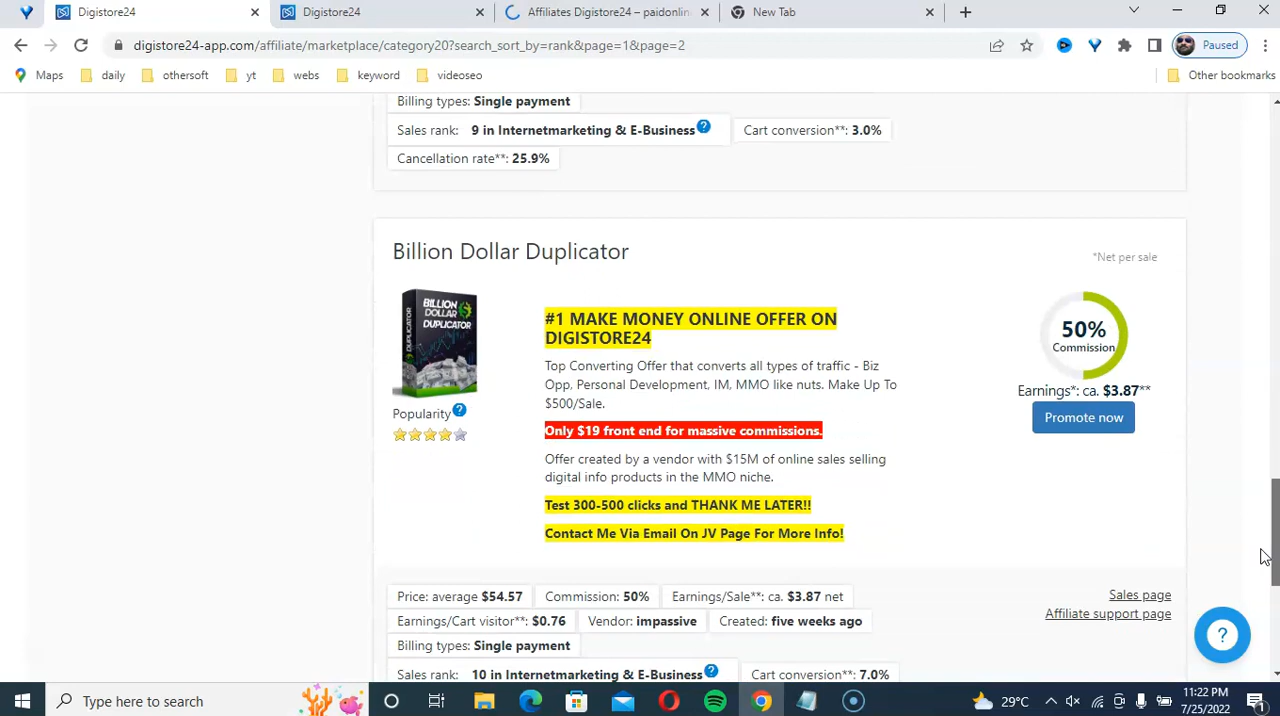 Digistore24
Digistore24
Affiliates Digistore24 – paidonlin
New Tab
digistore24-app.com/affiliate/marketplace/category20?search_sort_by=rank&page=1&page=2
Paused
Maps
daily
othersoft
yt
webs
keyword
videoseo
Other bookmarks
Billing types: Single payment
Sales rank: 9 in Internetmarketing & E-Business ?
Cart conversion**: 3.0%
Cancellation rate**: 25.9%
Billion Dollar Duplicator
*Net per sale
BILLION
DOLLAR
DUPLICATOR
DUPLICATOR
Popularity ?
#1 MAKE MONEY ONLINE OFFER ON
DIGISTORE24
Top Converting Offer that converts all types of traffic - Biz
Opp, Personal Development, IM, MMO like nuts. Make Up To
$500/Sale.
Only $19 front end for massive commissions.
Offer created by a vendor with $15M of online sales selling
digital info products in the MMO niche.
Test 300-500 clicks and THANK ME LATER!!
Contact Me Via Email On JV Page For More Info!
50%
Commission
Earnings*: ca. $3.87**
Promote now
Price: average $54.57
Commission: 50%
Earnings/Sale**: ca. $3.87 net
Earnings/Cart visitor**: $0.76
Vendor: impassive
Created: five weeks ago
Billing types: Single payment
Sales rank: 10 in Internetmarketing & E-Business ?
Cart conversion**: 7.0%
Sales page
Affiliate support page
?
Type here to search
29°C
11:22 PM
7/25/2022
1